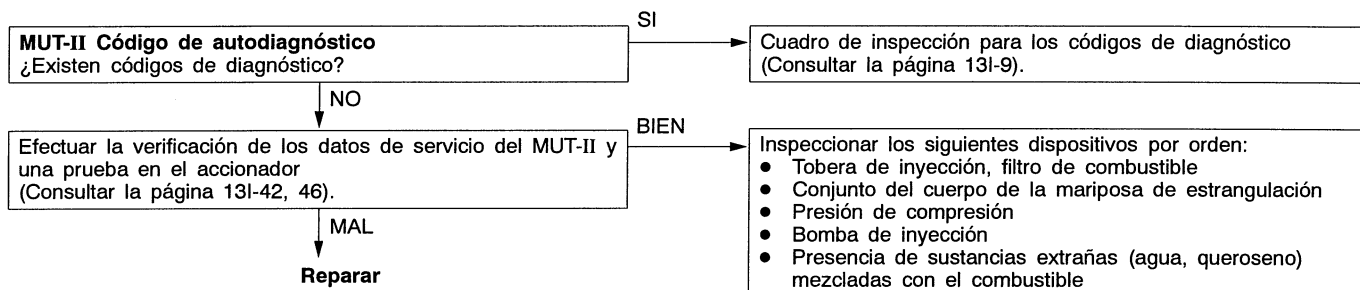 SI
MUT-II Código de autodiagnóstico
¿Existen códigos de diagnóstico?
Cuadro de inspección para los códigos de diagnóstico
(Consultar la página 13I-9).
NO
BIEN
Efectuar la verificación de los datos de servicio del MUT-II y
una prueba en el accionador
(Consultar la página 13I-42, 46).
Inspeccionar los siguientes dispositivos por orden:
● Tobera de inyección, filtro de combustible
● Conjunto del cuerpo de la mariposa de estrangulación
● Presión de compresión
● Bomba de inyección
● Presencia de sustancias extrañas (agua, queroseno)
mezcladas con el combustible
MAL
Reparar